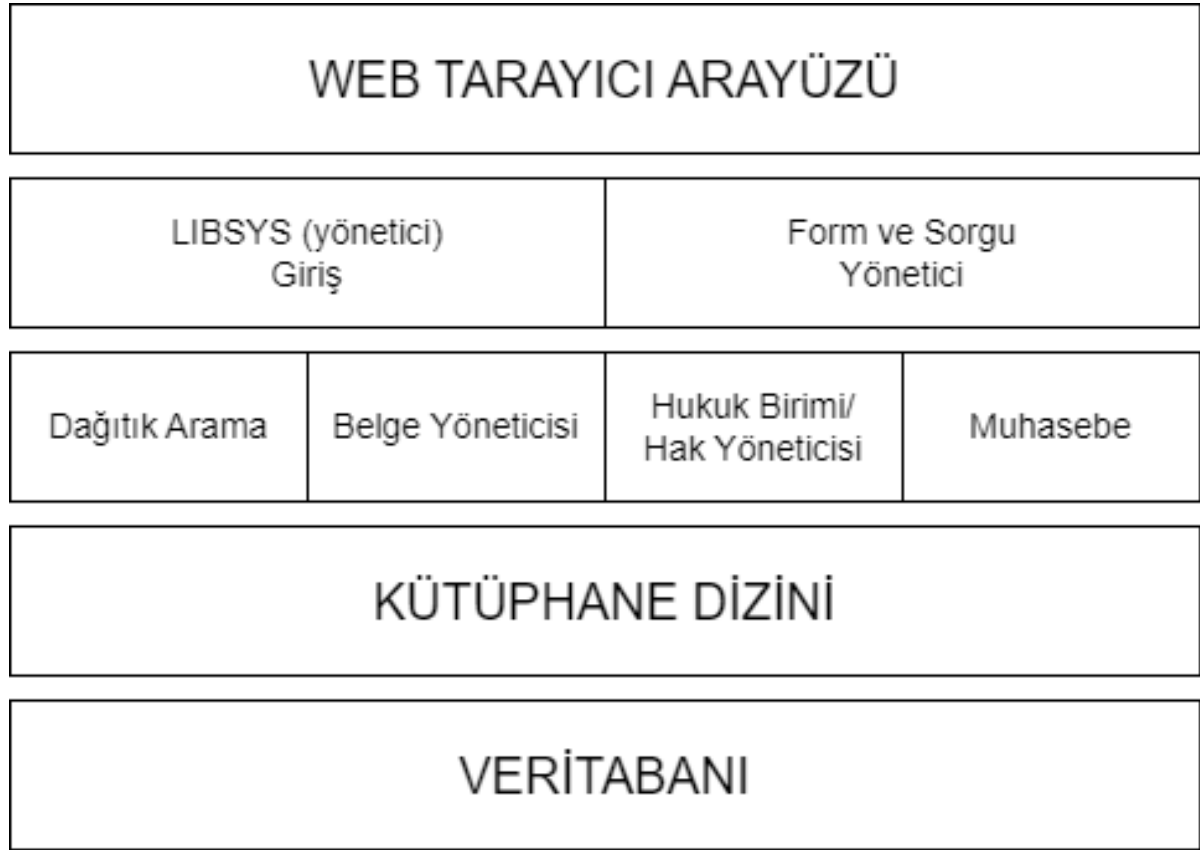 WEB TARAYICI ARAYÜZÜ
LIBSYS (yönetici)
Giriş
Form ve Sorgu
Yönetici
Dağıtık Arama
Belge Yöneticisi
Hukuk Birimi/
Hak Yöneticisi
Muhasebe
KÜTÜPHANE DİZİNİ
VERİTABANI